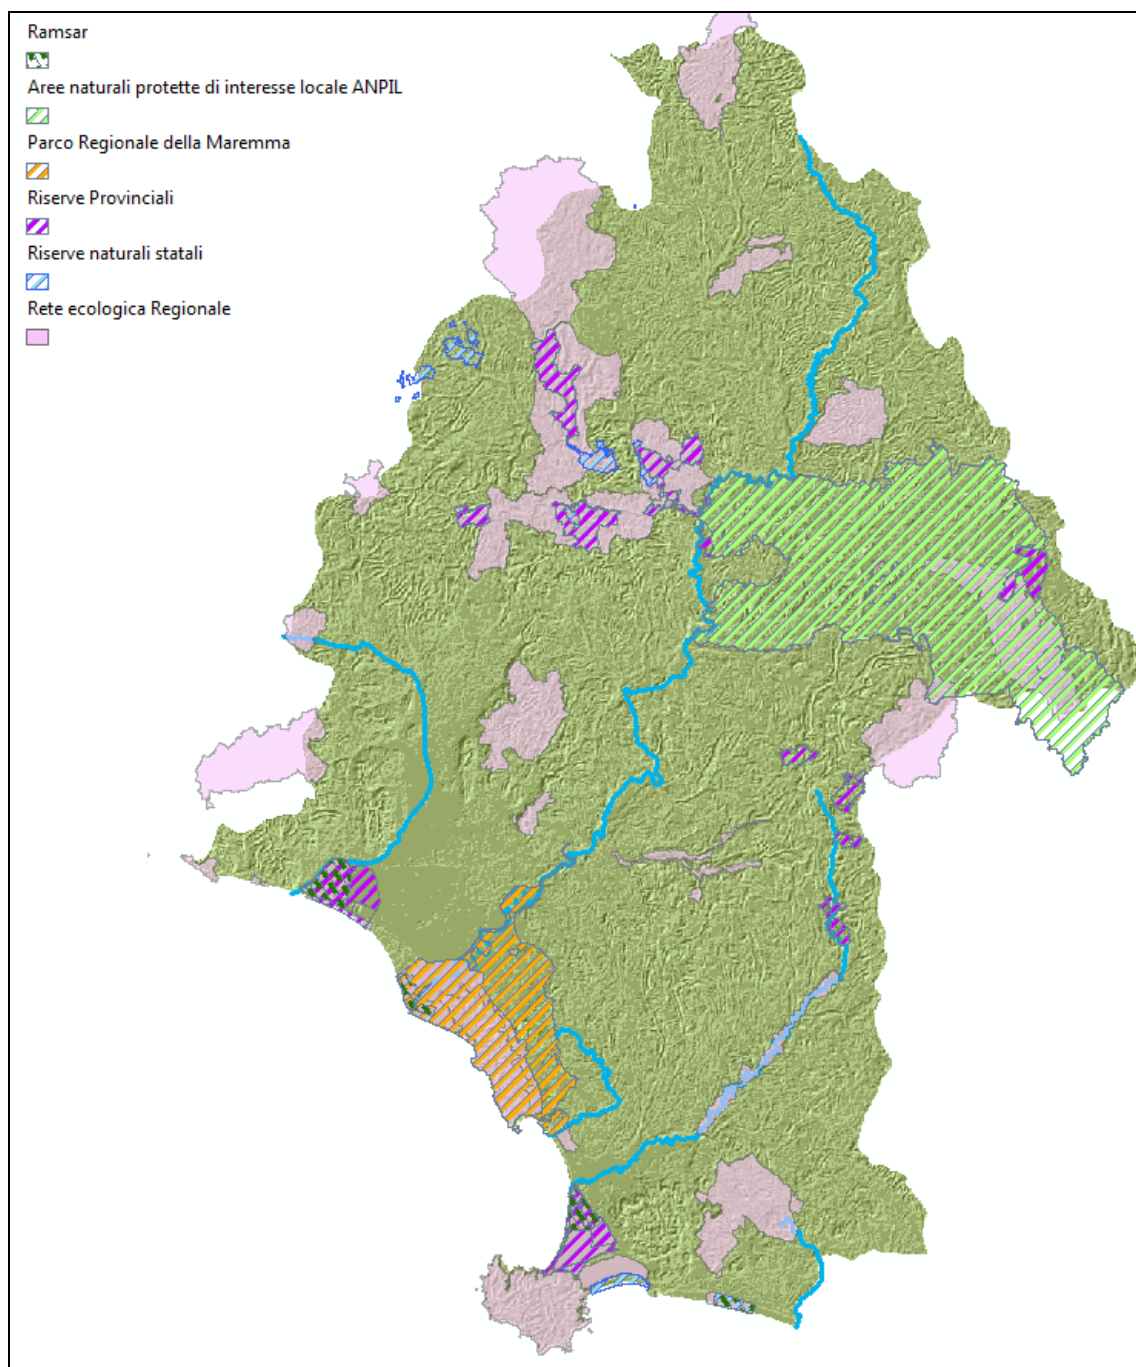 Ramsar
Aree naturali protette di interesse locale ANPIL
Parco Regionale della Maremma
Riserve Provinciali
Riserve naturali statali
Rete ecologica Regionale